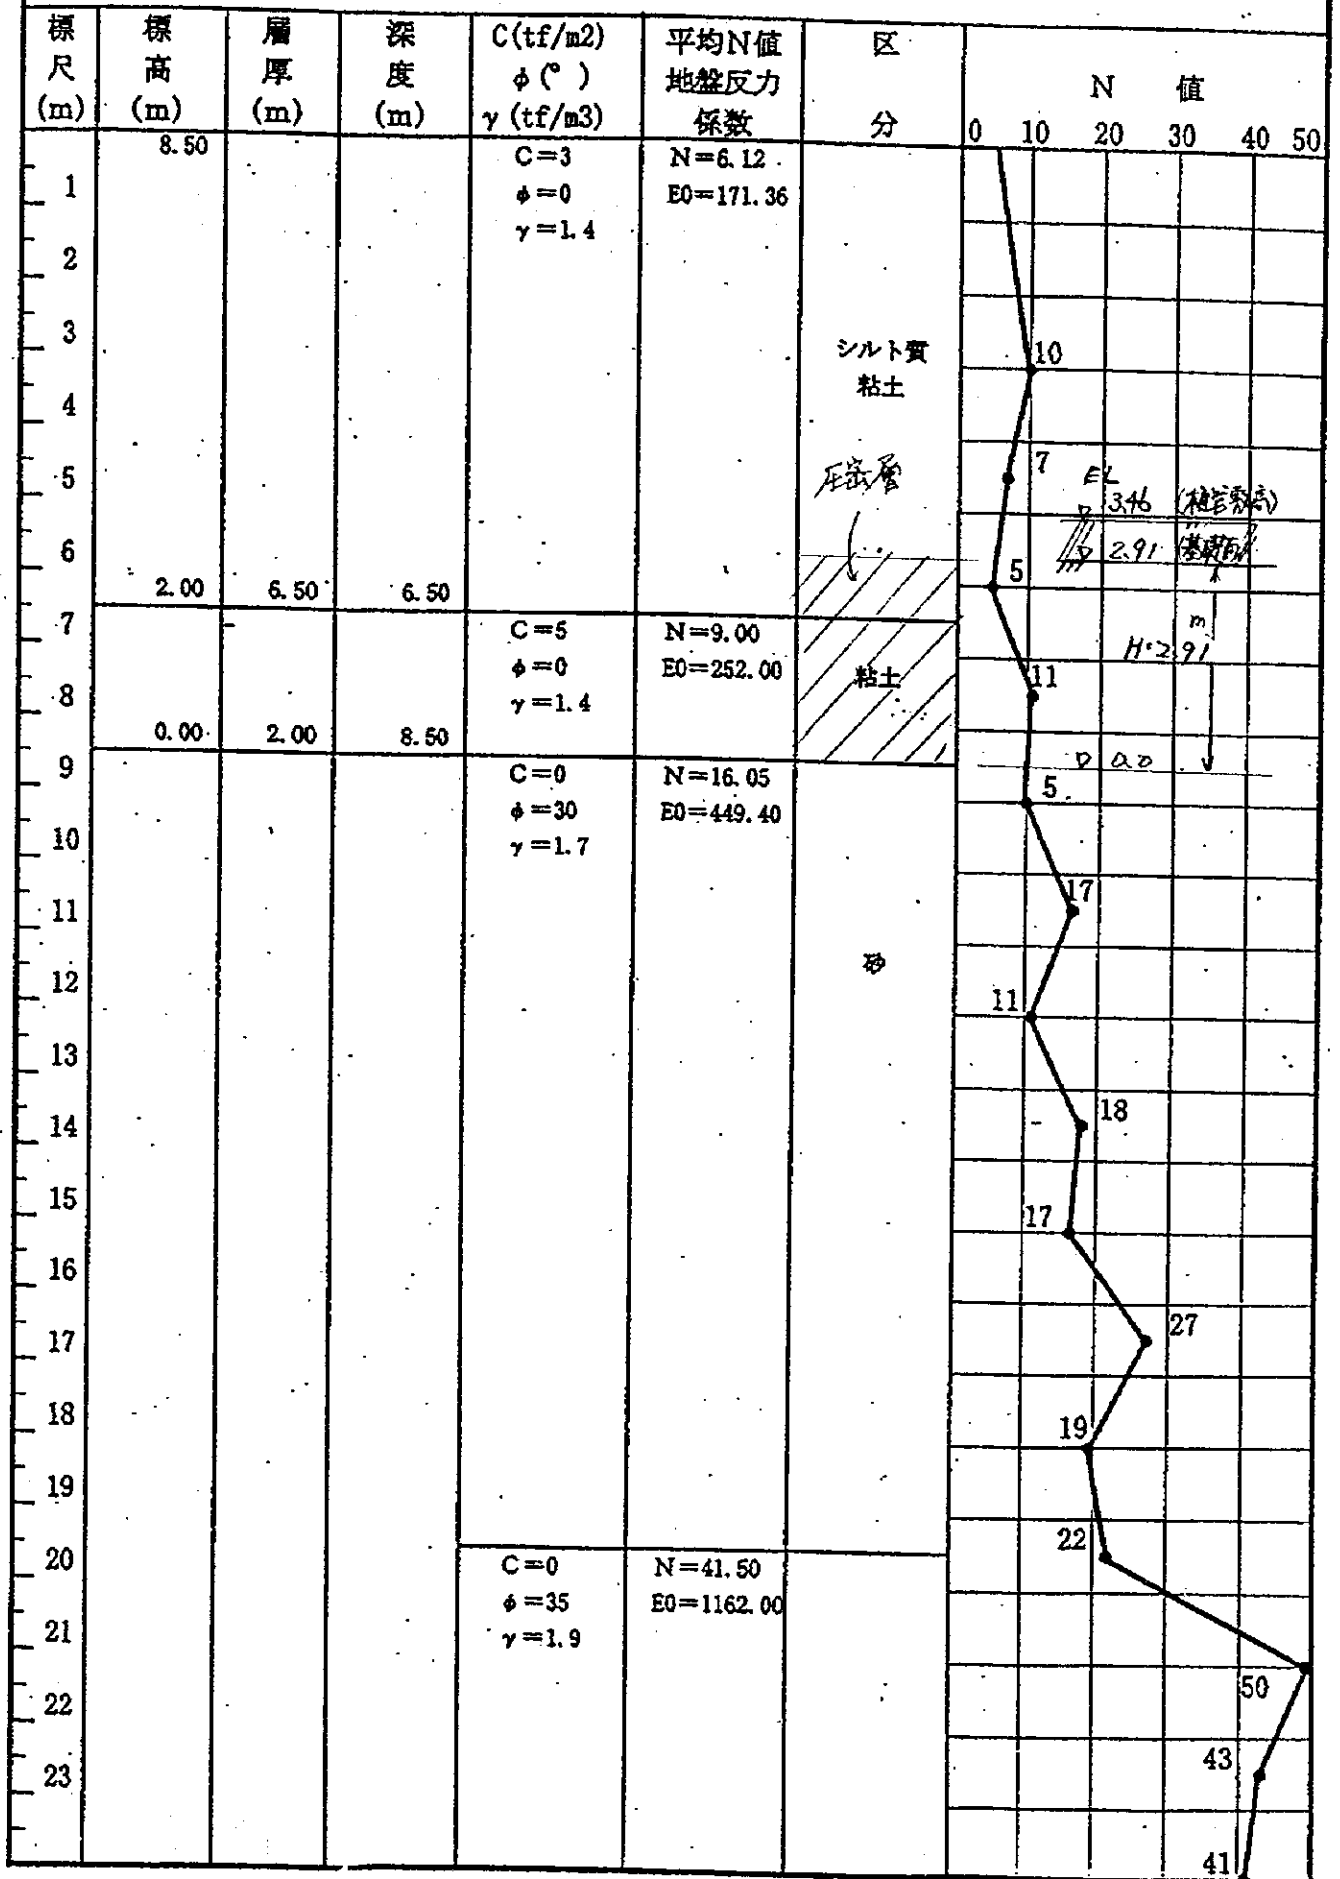 標尺(m) 標高(m) 層厚(m) 深度(m) C(tf/m2) φ(°) γ(tf/m3) 平均N値 地盤反力係数 区分 N 値
0 10 20 30 40 50
8.50 C=3 N=6.12
1 φ=0 E0=171.36
γ=1.4
2
3
シルト質 10
粘土
4
7
圧密層 EL
5 3.46
6 2.91 (基礎面)
5
2.00 6.50 6.50
7 C=5 N=9.00 m
φ=0 E0=252.00 粘土 H=2.91
8 γ=1.4 11
0.00 2.00 8.50
9 C=0 N=16.05 0.0
φ=30 E0=449.40 5
10 γ=1.7
11 17
12 砂
11
13
14 18
15
17
16
17 27
18
19
19
20 22
C=0 N=41.50
φ=35 E0=1162.00
21 γ=1.9
50
22
23 43
41